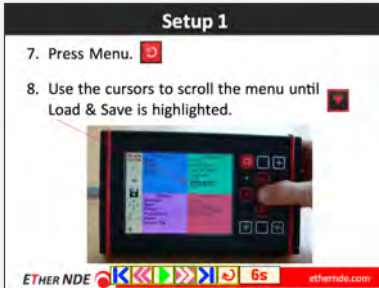 Setup 1
7. Press Menu.
8. Use the cursors to scroll the menu until
Load & Save is highlighted.
ETHER NDE
6s
ethernde.com